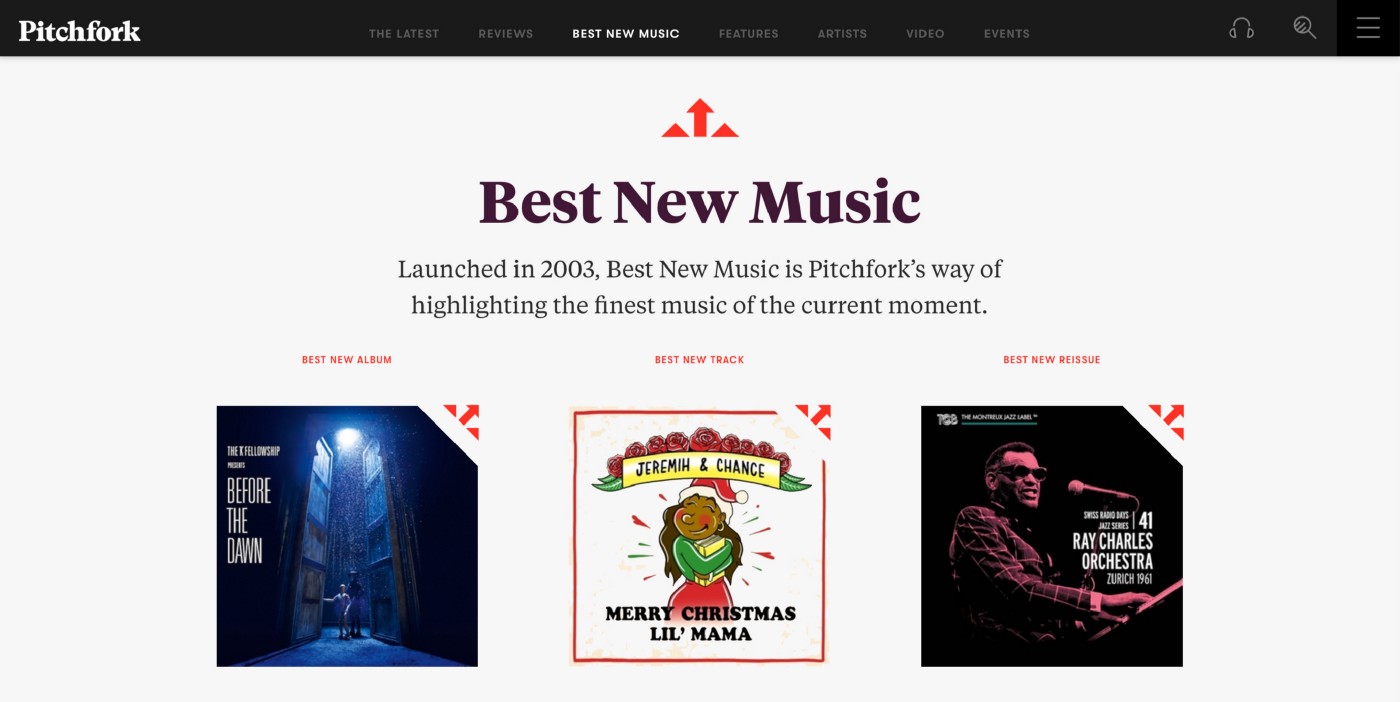 Pitchfork
THE LATEST
REVIEWS
BEST NEW MUSIC
FEATURES
ARTISTS
VIDEO
EVENTS
Best New Music
Launched in 2003, Best New Music is Pitchfork’s way of
highlighting the finest music of the current moment.
BEST NEW ALBUM
THE K FELLOWSHIP
PRESENTS
BEFORE
THE
DAWN
BEST NEW TRACK
JEREMIH & CHANCE
MERRY CHRISTMAS
LIL' MAMA
BEST NEW REISSUE
THE MONTREUX JAZZ LABEL™
SWISS RADIO DAYS
JAZZ SERIES
41
RAY CHARLES
ORCHESTRA
ZURICH 1961